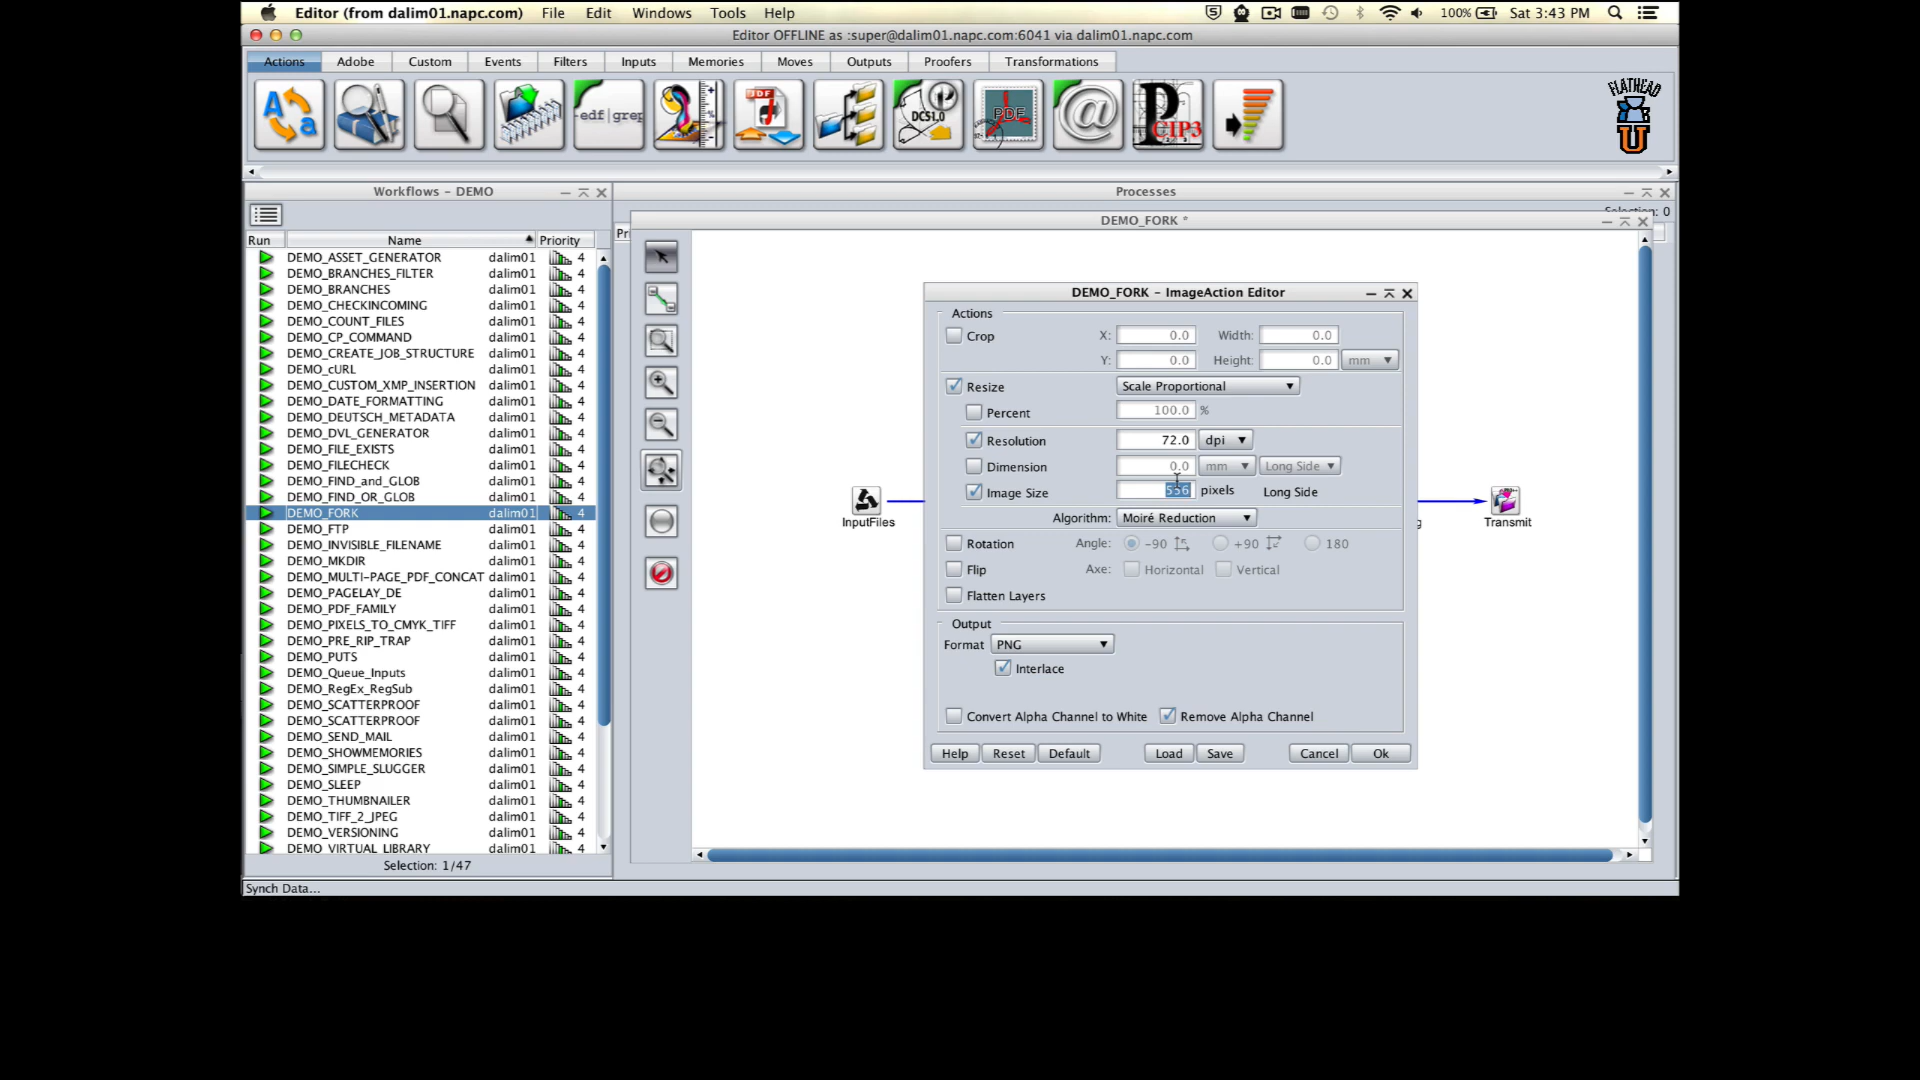 Editor (from dalim01.napc.com) File Edit Windows Tools Help 100% Sat 3:43 PM
Editor OFFLINE as :super@dalim01.napc.com:6041 via dalim01.napc.com
Actions Adobe Custom Events Filters Inputs Memories Moves Outputs Proofers Transformations
FLATHEAD
U
A a -edf|grep PDF DCS1.0 PDF @ P CIP3
Workflows - DEMO
Processes
Selection: 0
DEMO_FORK *
Run Name Priority
Pr
DEMO_ASSET_GENERATOR dalim01 4
DEMO_BRANCHES_FILTER dalim01 4
DEMO_BRANCHES dalim01 4
DEMO_CHECKINCOMING dalim01 4
DEMO_COUNT_FILES dalim01 4
DEMO_CP_COMMAND dalim01 4
DEMO_CREATE_JOB_STRUCTURE dalim01 4
DEMO_cURL dalim01 4
DEMO_CUSTOM_XMP_INSERTION dalim01 4
DEMO_DATE_FORMATTING dalim01 4
DEMO_DEUTSCH_METADATA dalim01 4
DEMO_DVL_GENERATOR dalim01 4
DEMO_FILE_EXISTS dalim01 4
DEMO_FILECHECK dalim01 4
DEMO_FIND_and_GLOB dalim01 4
DEMO_FIND_OR_GLOB dalim01 4
DEMO_FORK dalim01 4
DEMO_FTP dalim01 4
DEMO_INVISIBLE_FILENAME dalim01 4
DEMO_MKDIR dalim01 4
DEMO_MULTI-PAGE_PDF_CONCAT dalim01 4
DEMO_PAGELAY_DE dalim01 4
DEMO_PDF_FAMILY dalim01 4
DEMO_PIXELS_TO_CMYK_TIFF dalim01 4
DEMO_PRE_RIP_TRAP dalim01 4
DEMO_PUTS dalim01 4
DEMO_Queue_Inputs dalim01 4
DEMO_RegEx_RegSub dalim01 4
DEMO_SCATTERPROOF dalim01 4
DEMO_SCATTERPROOF dalim01 4
DEMO_SEND_MAIL dalim01 4
DEMO_SHOWMEMORIES dalim01 4
DEMO_SIMPLE_SLUGGER dalim01 4
DEMO_SLEEP dalim01 4
DEMO_THUMBNAILER dalim01 4
DEMO_TIFF_2_JPEG dalim01 4
DEMO_VERSIONING dalim01 4
DEMO_VIRTUAL_LIBRARY dalim01 4
Selection: 1/47
Synch Data...
InputFiles
Transmit
DEMO_FORK - ImageAction Editor
Actions
Crop X: 0.0 Width: 0.0
Y: 0.0 Height: 0.0 mm
Resize Scale Proportional
Percent 100.0 %
Resolution 72.0 dpi
Dimension 0.0 mm Long Side
Image Size 556 pixels Long Side
Algorithm: Moiré Reduction
Rotation Angle: -90 +90 180
Flip Axe: Horizontal Vertical
Flatten Layers
Output
Format PNG
Interlace
Convert Alpha Channel to White Remove Alpha Channel
Help Reset Default Load Save Cancel Ok